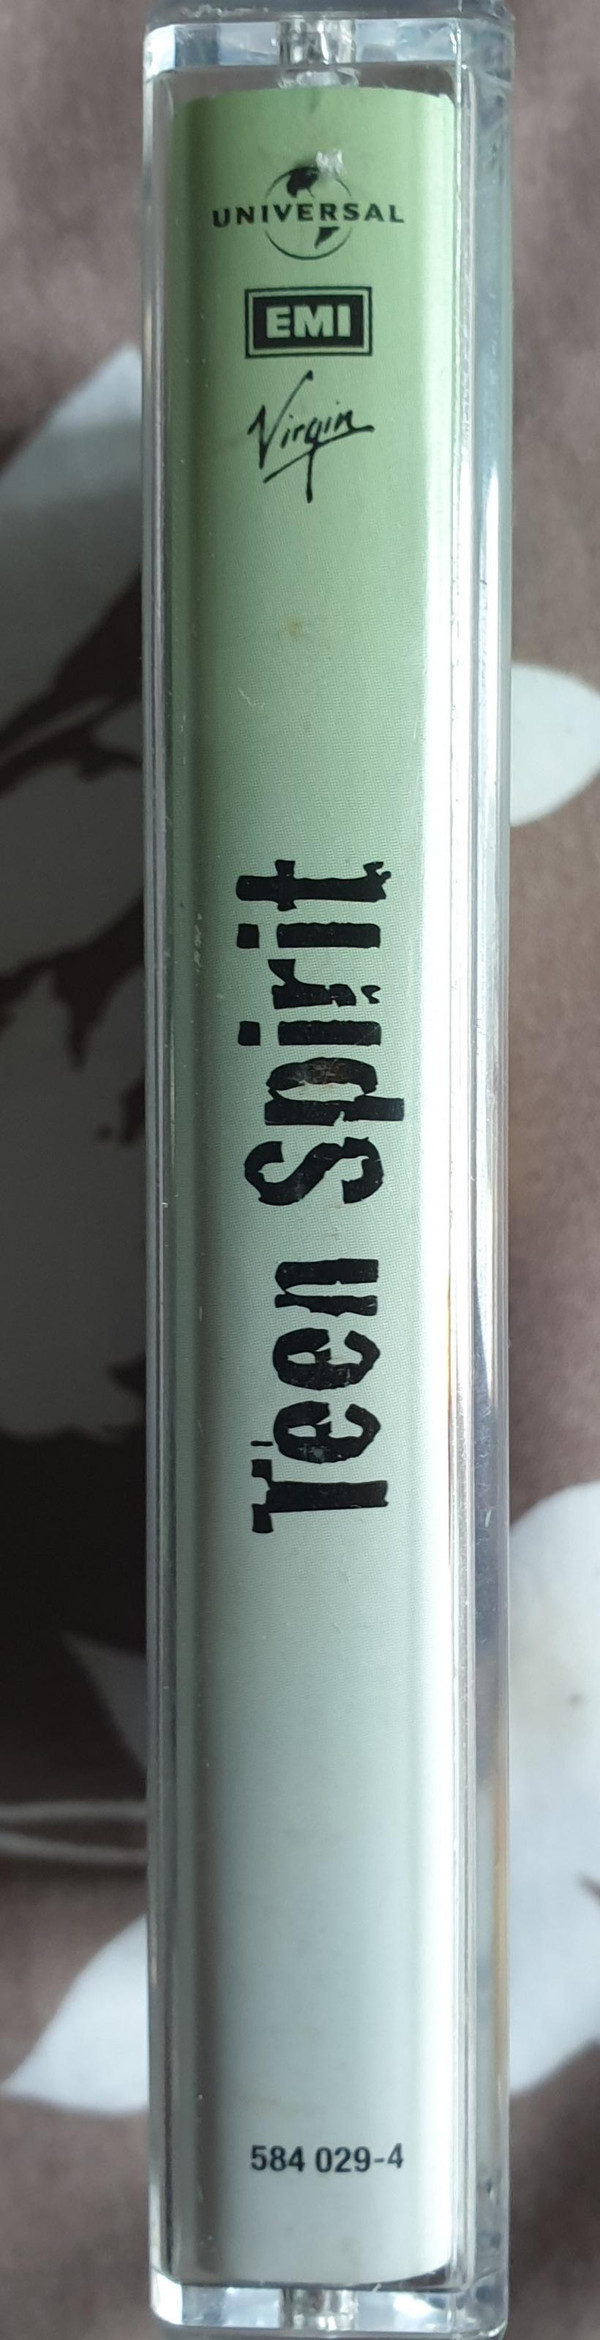 UNIVERSAL
EMI
Virgin
Teen Spirit
584 029-4